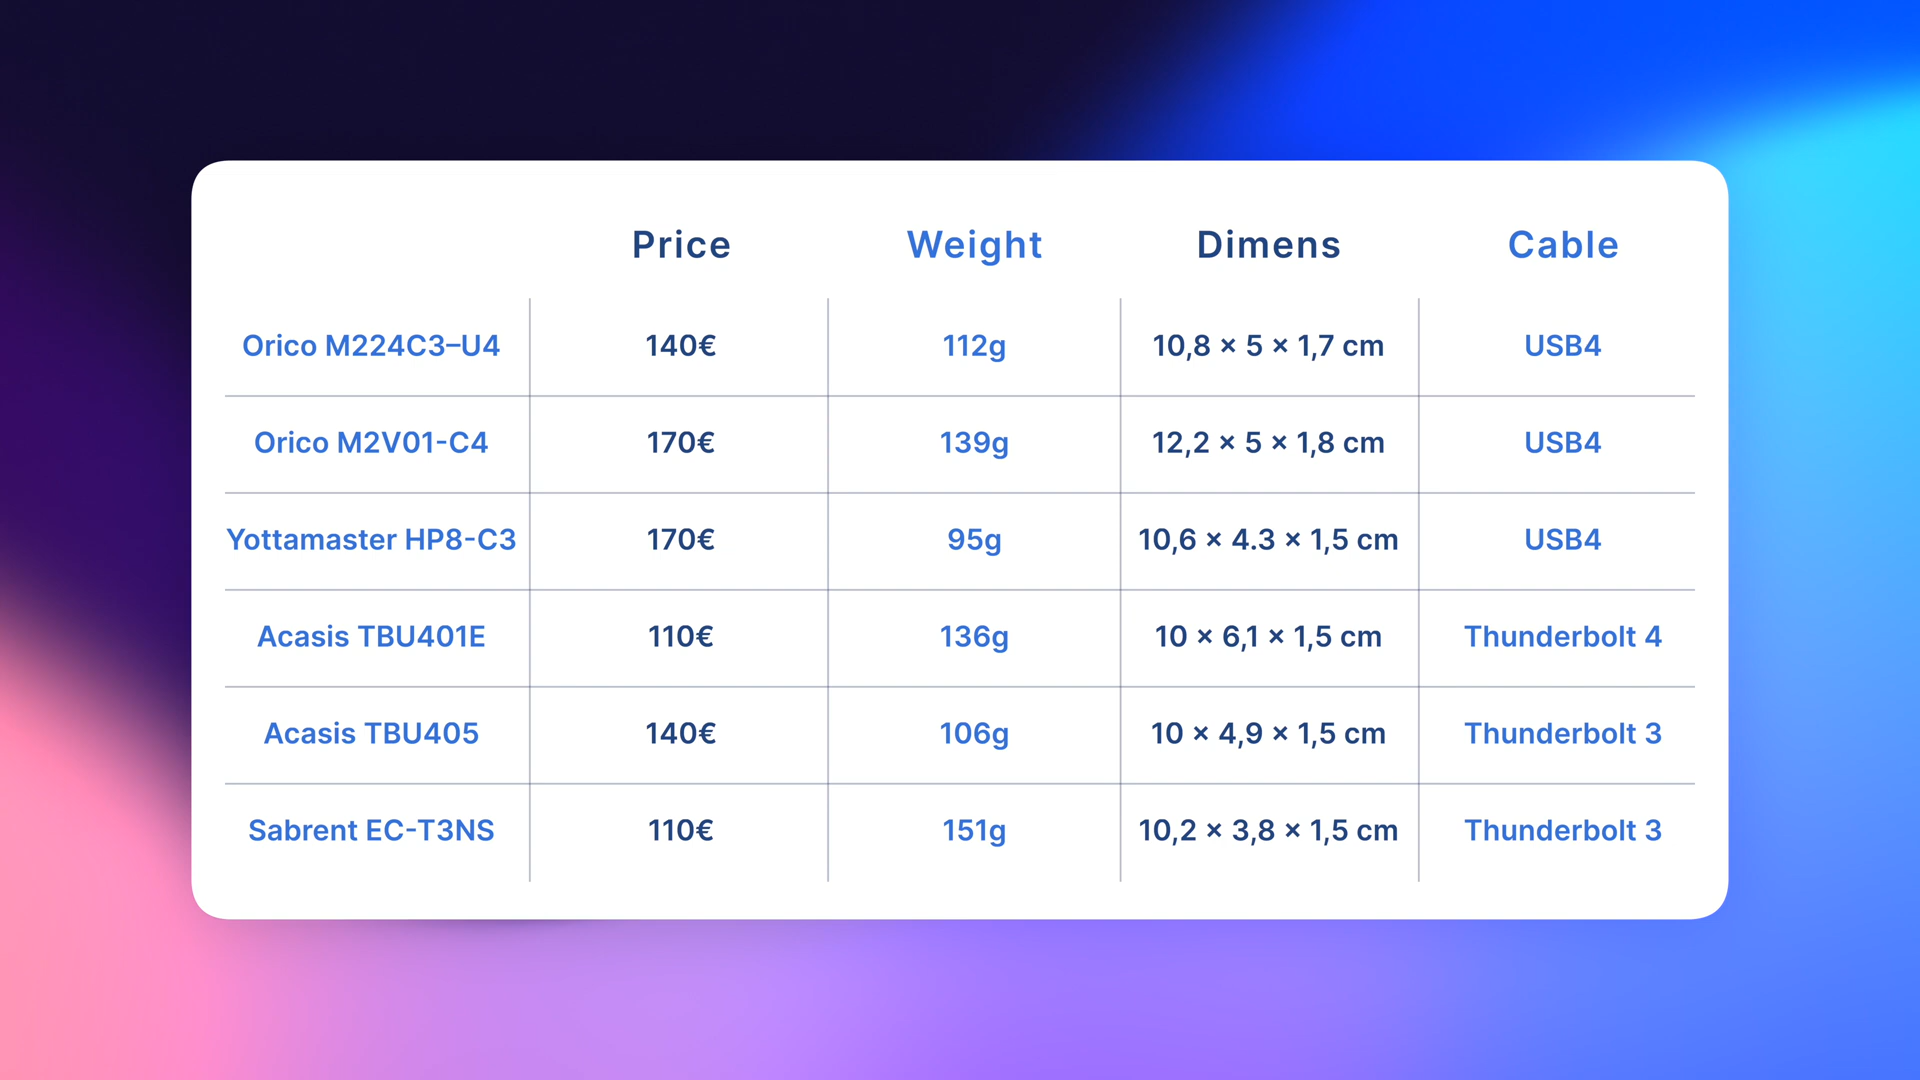 Price Weight Dimens Cable
Orico M224C3–U4 140€ 112g 10,8 × 5 × 1,7 cm USB4
Orico M2V01-C4 170€ 139g 12,2 × 5 × 1,8 cm USB4
Yottamaster HP8-C3 170€ 95g 10,6 × 4.3 × 1,5 cm USB4
Acasis TBU401E 110€ 136g 10 × 6,1 × 1,5 cm Thunderbolt 4
Acasis TBU405 140€ 106g 10 × 4,9 × 1,5 cm Thunderbolt 3
Sabrent EC-T3NS 110€ 151g 10,2 × 3,8 × 1,5 cm Thunderbolt 3